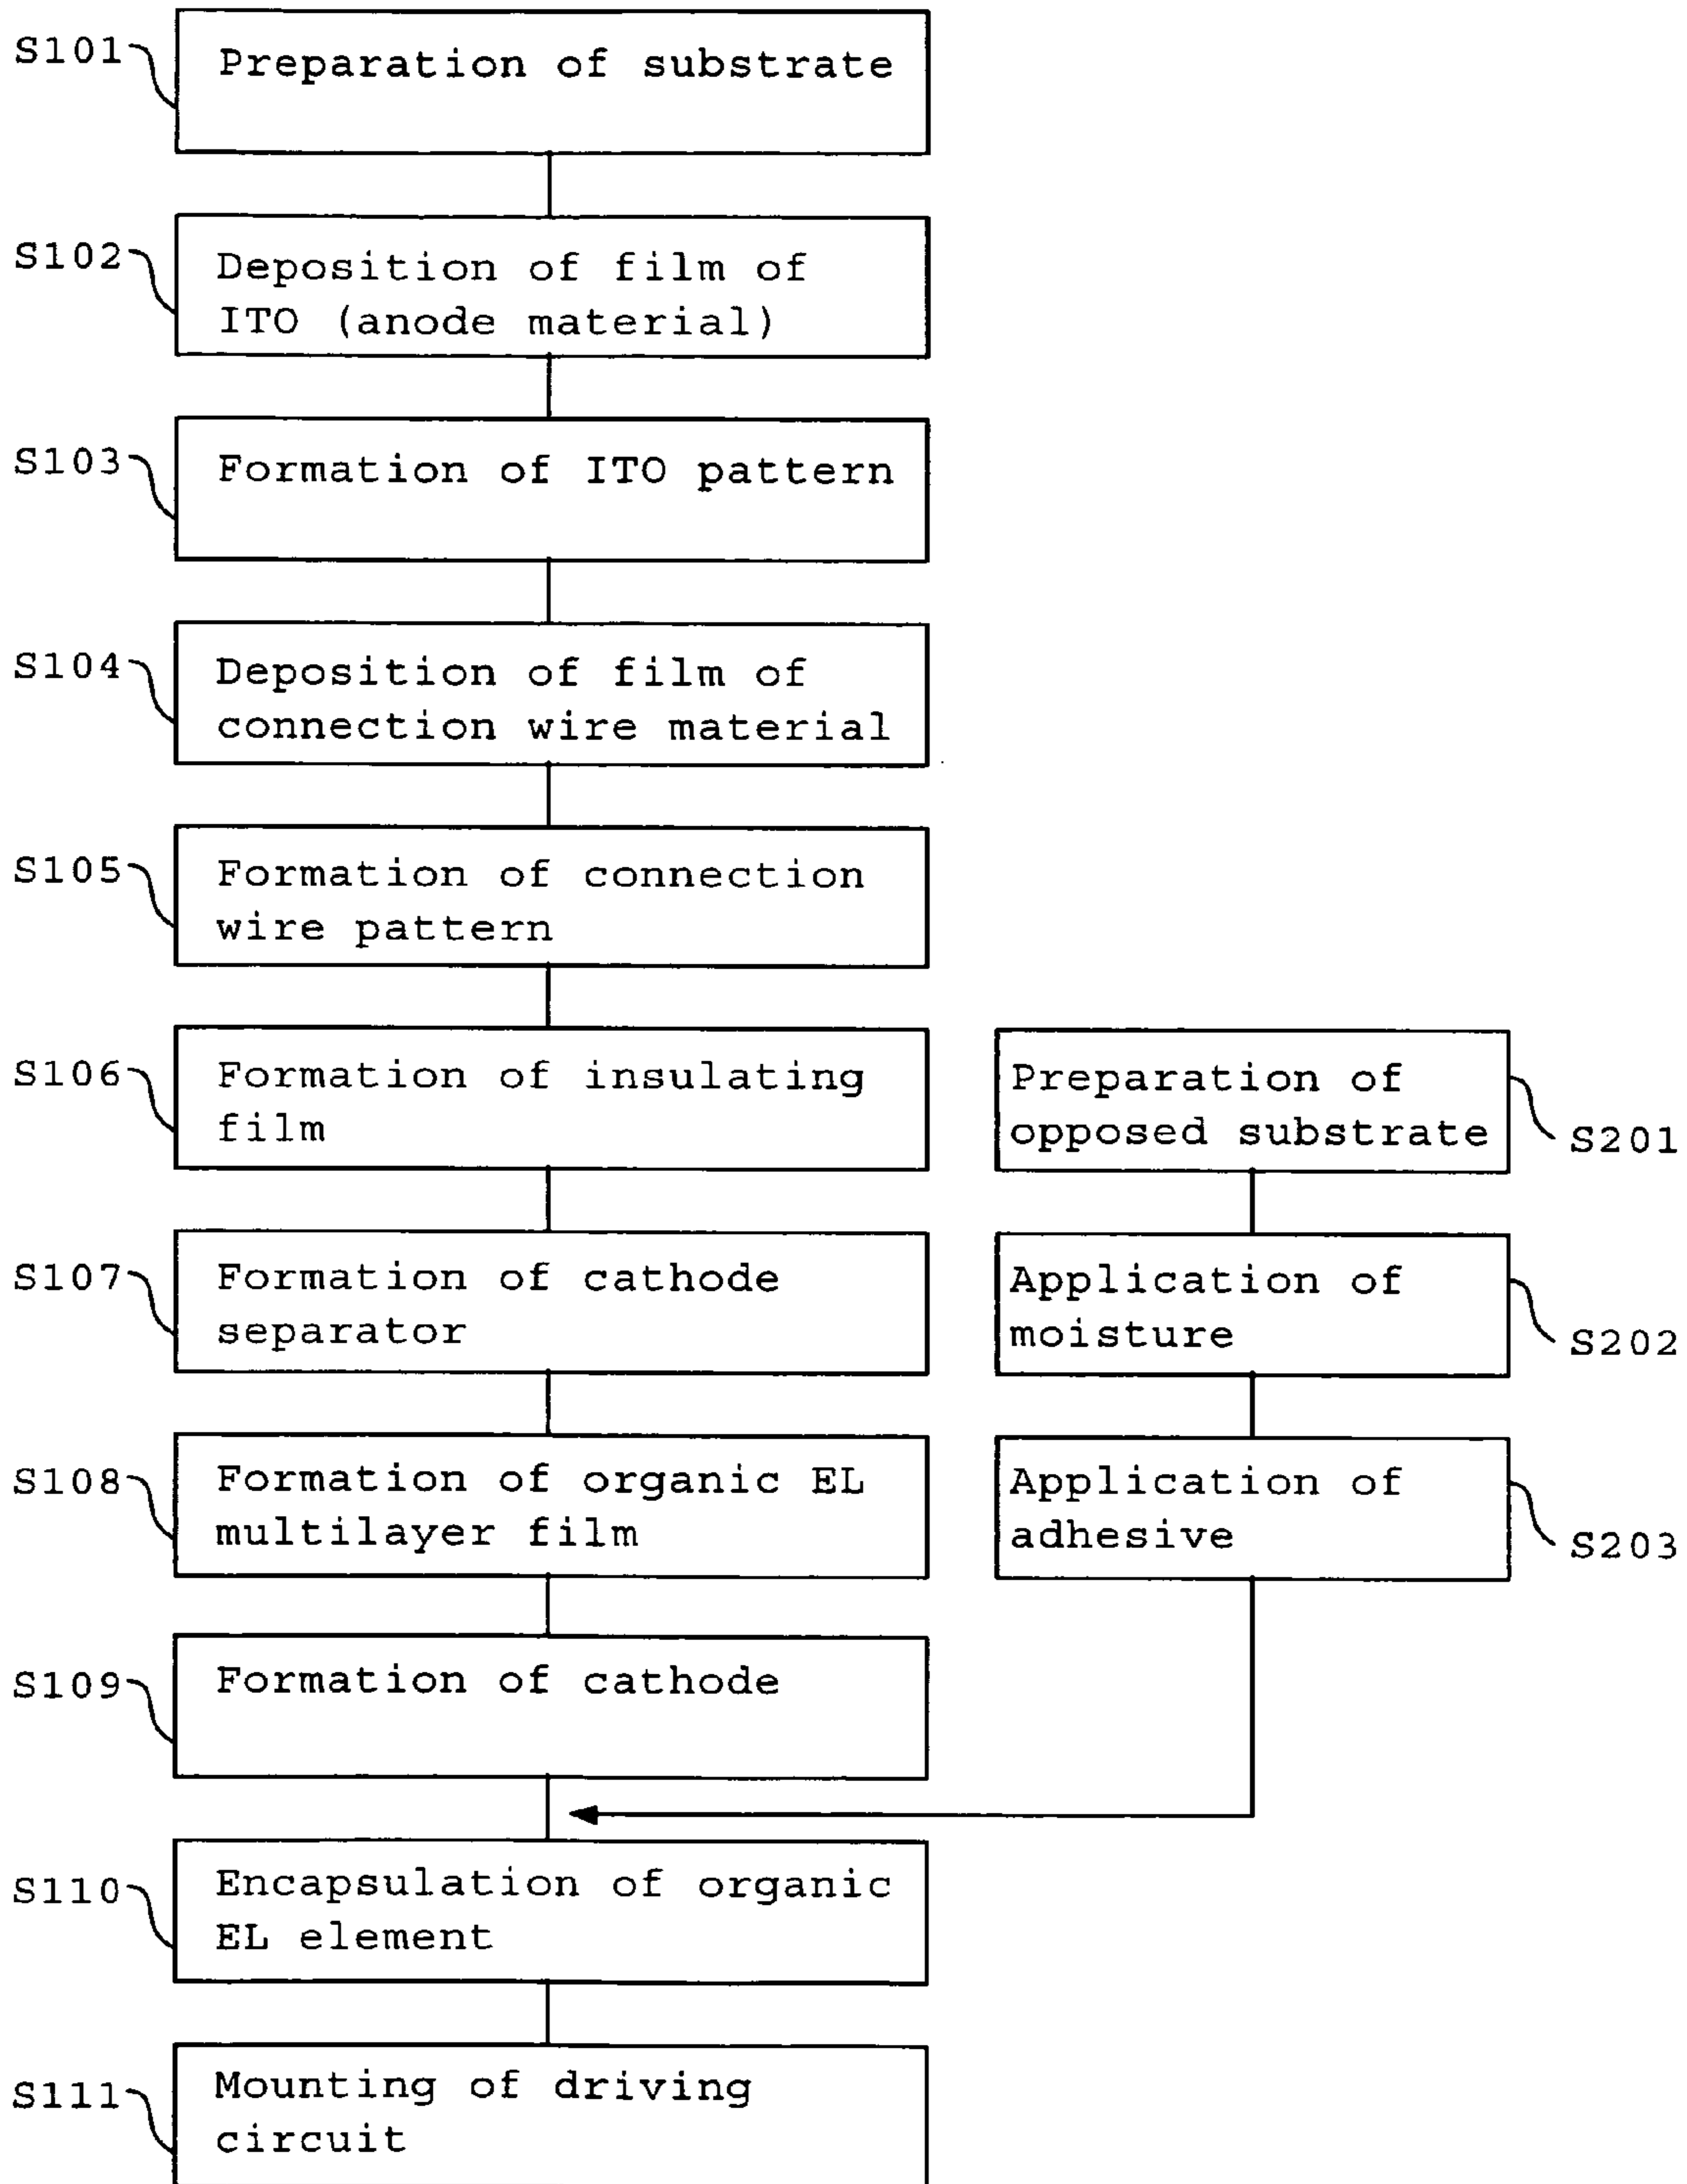 S101
Preparation of substrate
S102
Deposition of film of
ITO (anode material)
S103
Formation of ITO pattern
S104
Deposition of film of
connection wire material
S105
Formation of connection
wire pattern
S106
Formation of insulating
film
S107
Formation of cathode
separator
S108
Formation of organic EL
multilayer film
S109
Formation of cathode
S110
Encapsulation of organic
EL element
S111
Mounting of driving
circuit
Preparation of
opposed substrate
S201
Application of
moisture
S202
Application of
adhesive
S203